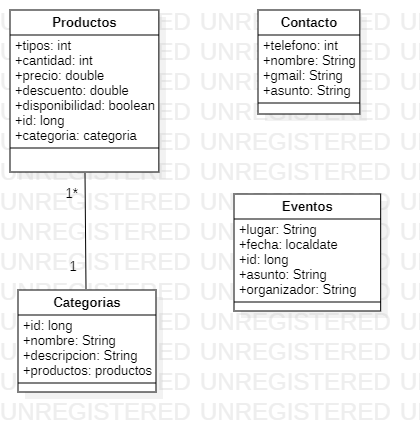 Productos
+tipos: int
+cantidad: int
+precio: double
+descuento: double
+disponibilidad: boolean
+id: long
+categoria: categoria
1*
1
Categorias
+id: long
+nombre: String
+descripcion: String
+productos: productos
Contacto
+telefono: int
+nombre: String
+gmail: String
+asunto: String
Eventos
+lugar: String
+fecha: localdate
+id: long
+asunto: String
+organizador: String
UNREGISTERED